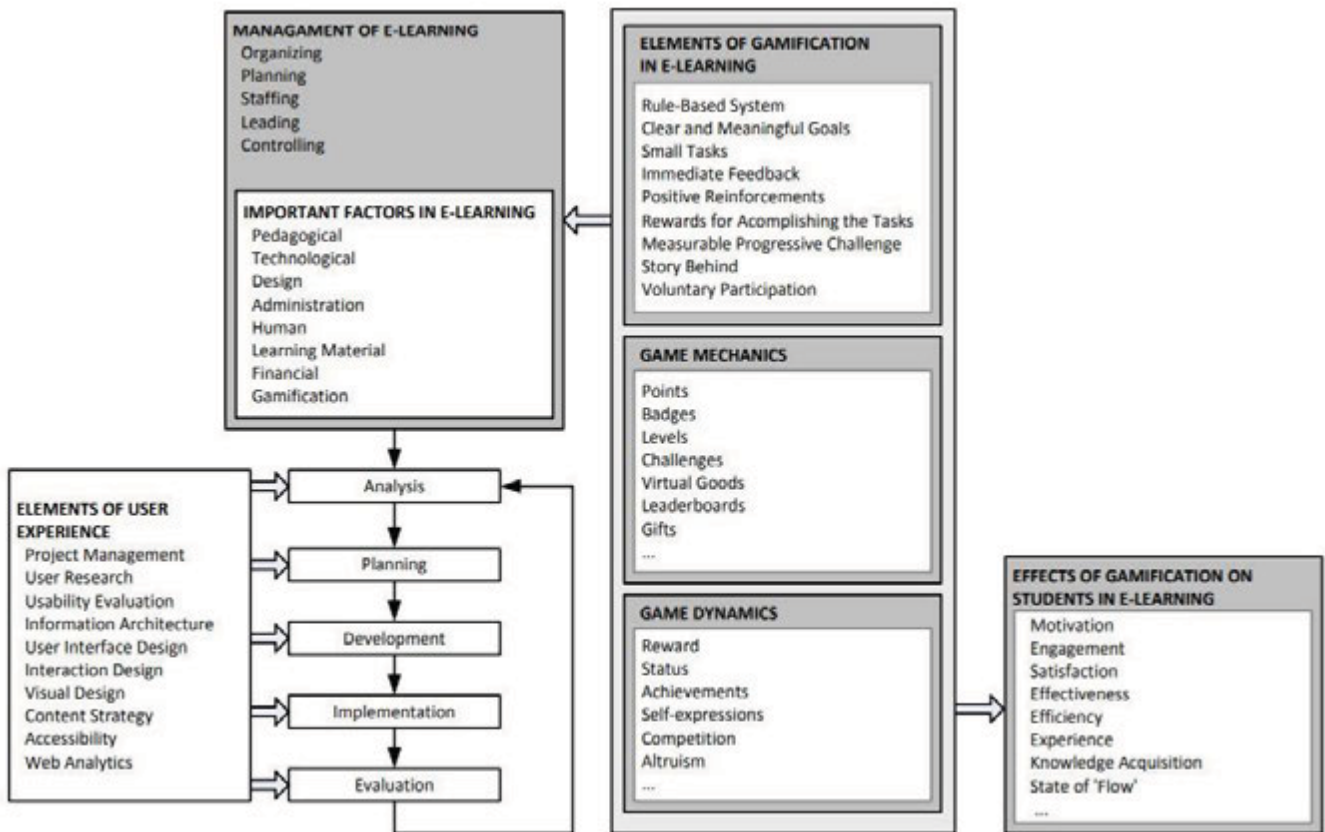 MANAGAMENT OF E-LEARNING
Organizing
Planning
Staffing
Leading
Controlling
IMPORTANT FACTORS IN E-LEARNING
Pedagogical
Technological
Design
Administration
Human
Learning Material
Financial
Gamification
ELEMENTS OF GAMIFICATION
IN E-LEARNING
Rule-Based System
Clear and Meaningful Goals
Small Tasks
Immediate Feedback
Positive Reinforcements
Rewards for Acomplishing the Tasks
Measurable Progressive Challenge
Story Behind
Voluntary Participation
GAME MECHANICS
Points
Badges
Levels
Challenges
Virtual Goods
Leaderboards
Gifts
...
GAME DYNAMICS
Reward
Status
Achievements
Self-expressions
Competition
Altruism
...
ELEMENTS OF USER
EXPERIENCE
Project Management
User Research
Usability Evaluation
Information Architecture
User Interface Design
Interaction Design
Visual Design
Content Strategy
Accessibility
Web Analytics
Analysis
Planning
Development
Implementation
Evaluation
EFFECTS OF GAMIFICATION ON
STUDENTS IN E-LEARNING
Motivation
Engagement
Satisfaction
Effectiveness
Efficiency
Experience
Knowledge Acquisition
State of 'Flow'
...